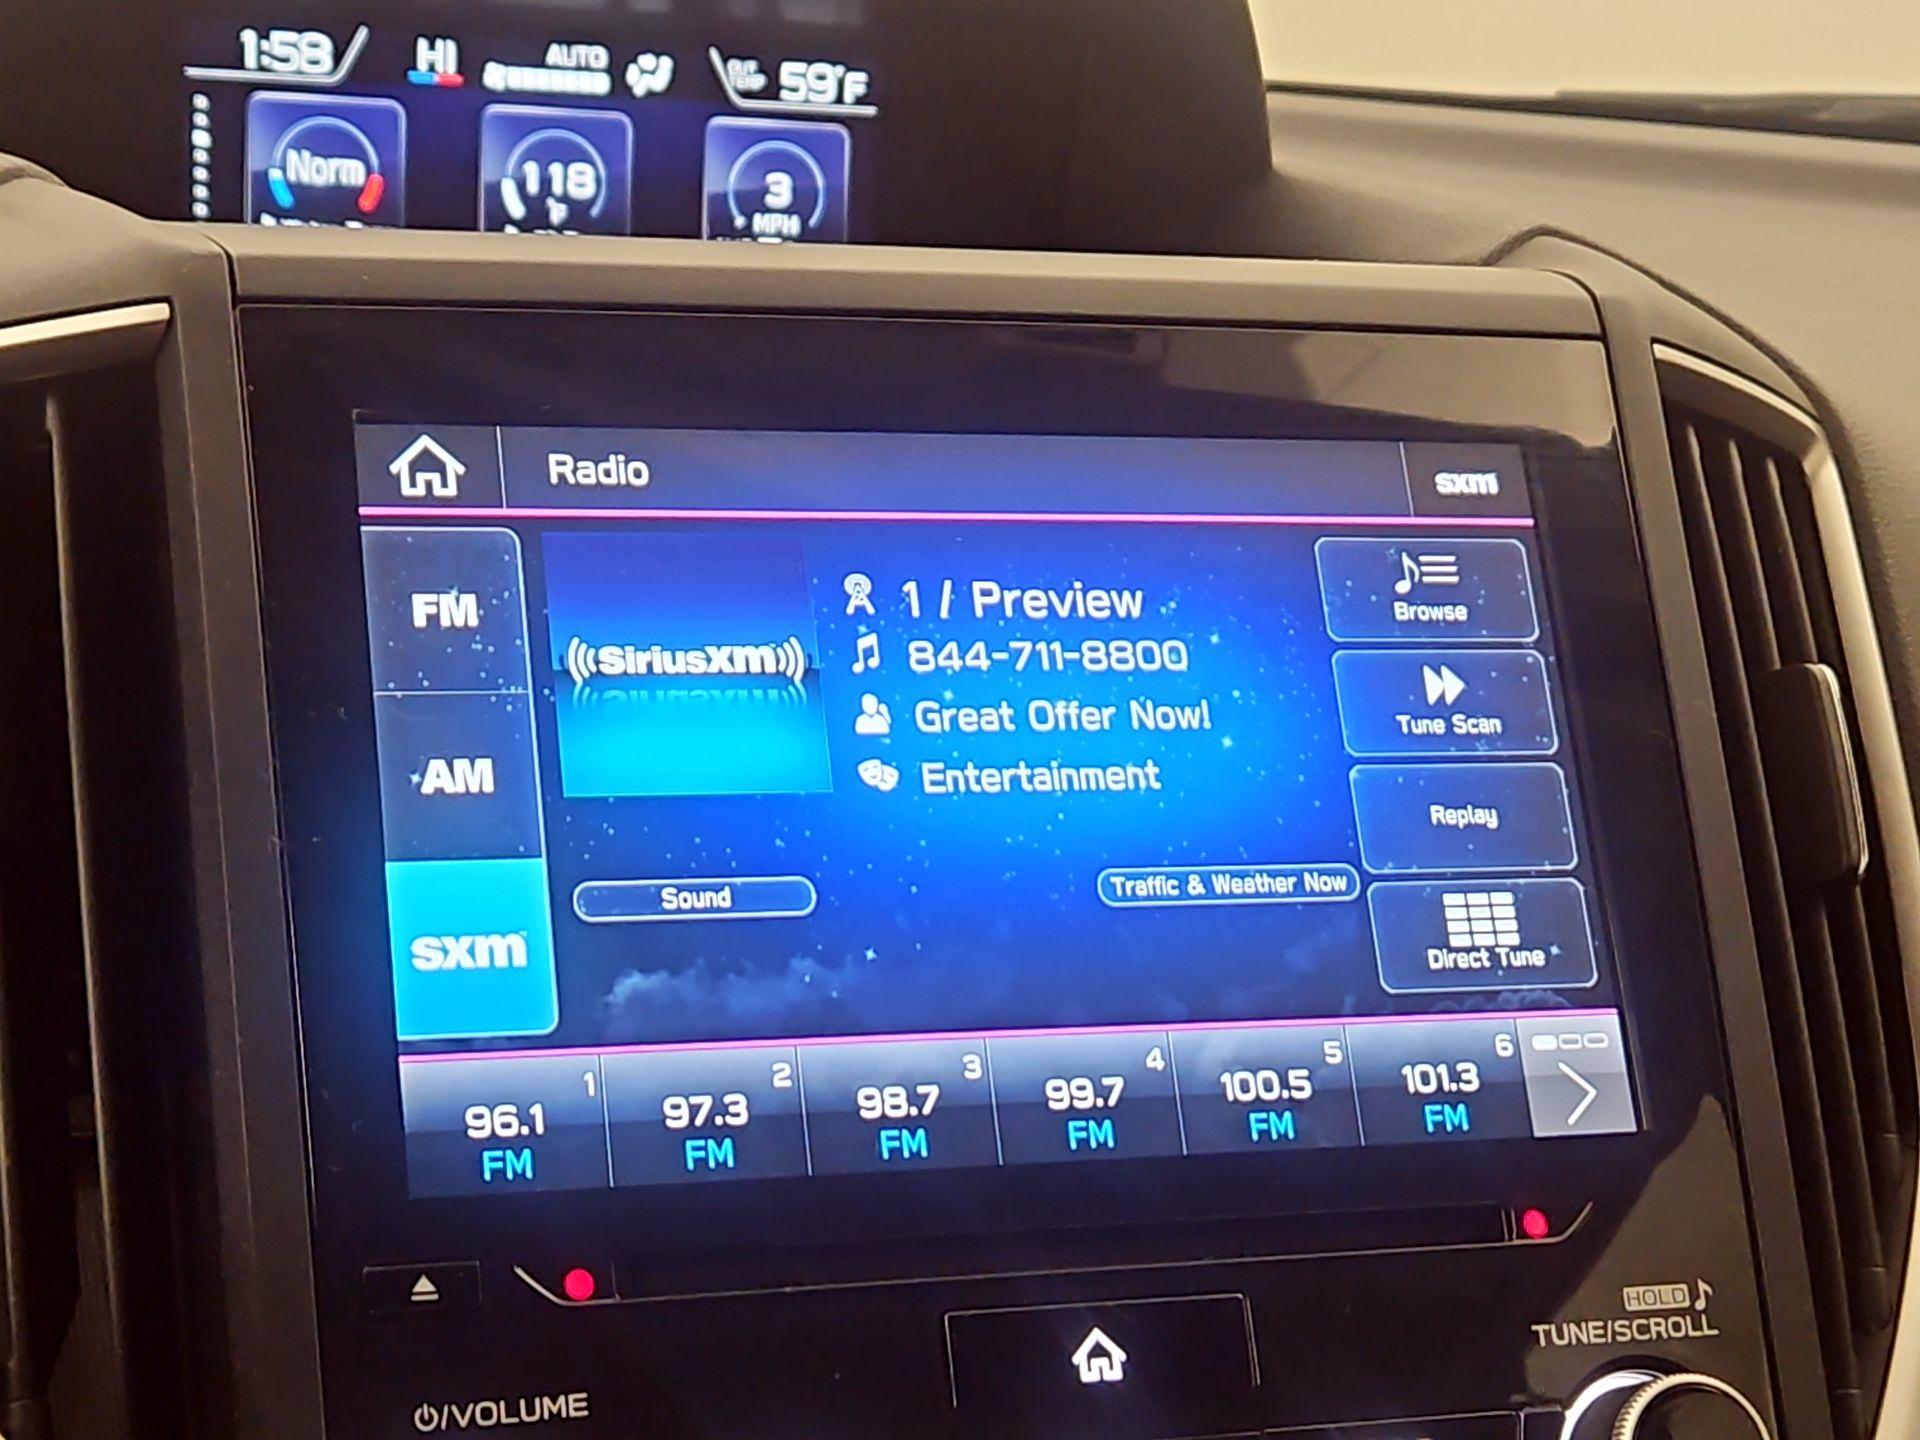 1:58
HI
AUTO
OUT TEMP 59°F
Norm
118
°F
3
MPH
Radio
sxm
FM
AM
sxm
((SiriusXM))
1 / Preview
844-711-8800
Great Offer Now!
Entertainment
Browse
Tune Scan
Replay
Direct Tune
Sound
Traffic & Weather Now
1
96.1
FM
2
97.3
FM
3
98.7
FM
4
99.7
FM
5
100.5
FM
6
101.3
FM
HOLD
TUNE/SCROLL
/VOLUME